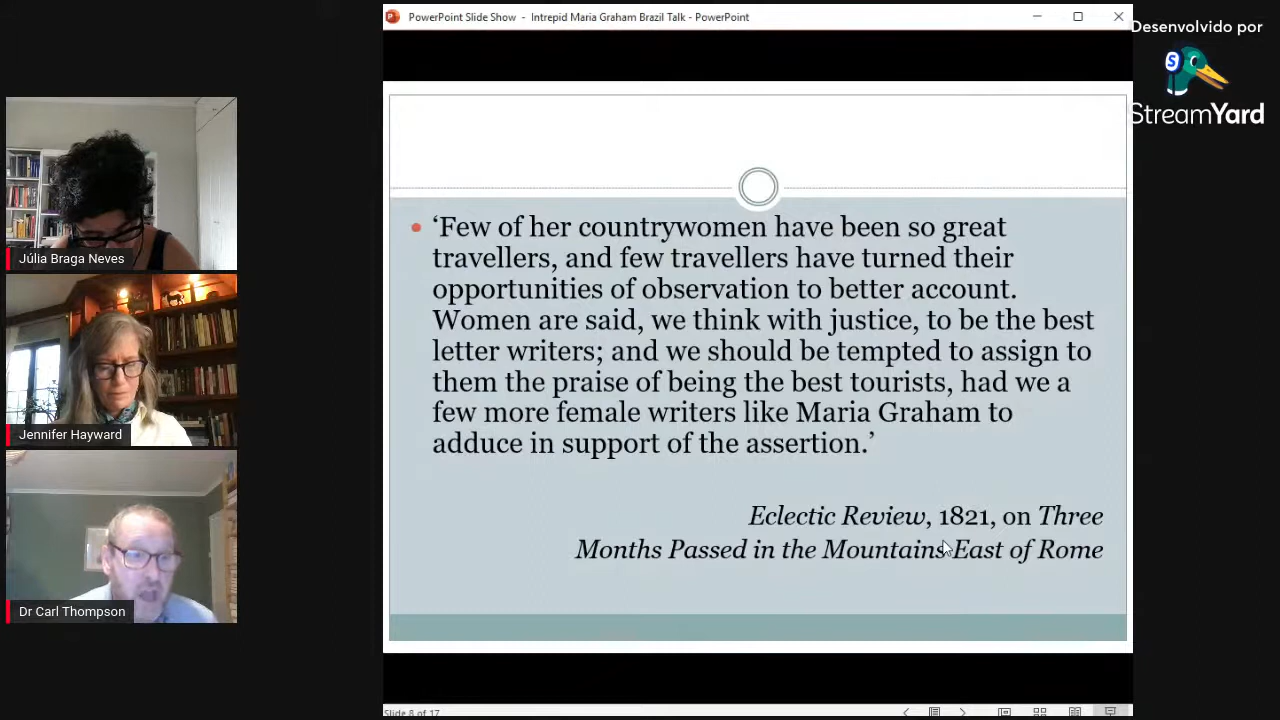 PowerPoint Slide Show - Intrepid Maria Graham Brazil Talk - PowerPoint
Desenvolvido por
S
StreamYard
‘Few of her countrywomen have been so great
travellers, and few travellers have turned their
opportunities of observation to better account.
Women are said, we think with justice, to be the best
letter writers; and we should be tempted to assign to
them the praise of being the best tourists, had we a
few more female writers like Maria Graham to
adduce in support of the assertion.’
Eclectic Review, 1821, on Three
Months Passed in the Mountains East of Rome
Júlia Braga Neves
Jennifer Hayward
Dr Carl Thompson
Slide 8 of 17